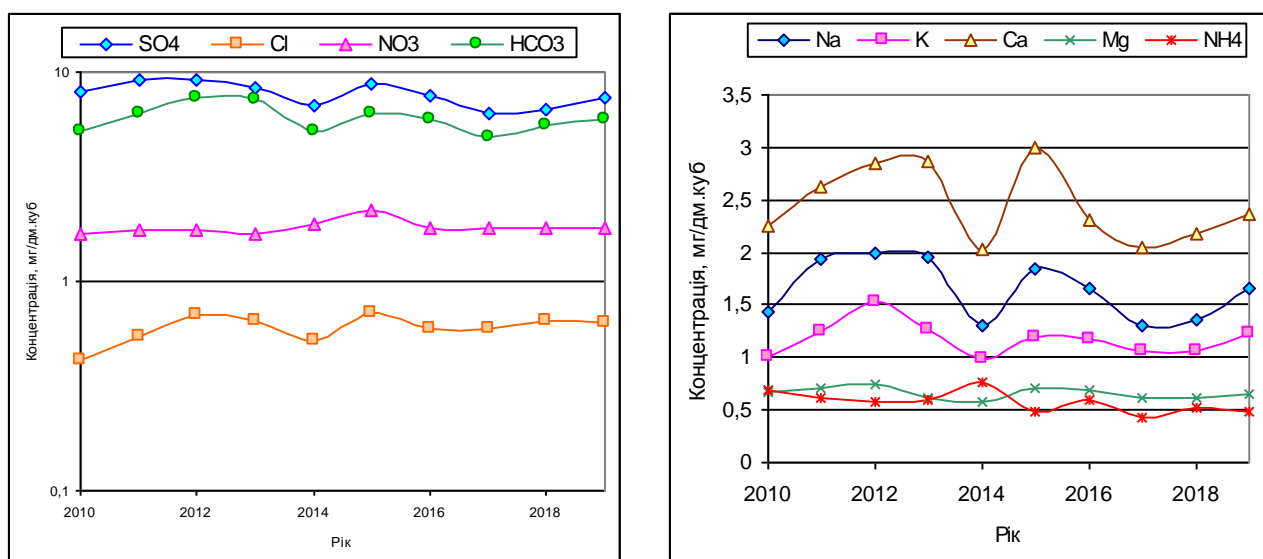 SO4 Cl NO3 HCO3
10
1
0,1
Концентрація, мг/дм.куб
2010 2012 2014 2016 2018
Рік
Na K Ca Mg NH4
3,5
3
2,5
2
1,5
1
0,5
0
Концентрація, мг/дм.куб
2010 2012 2014 2016 2018
Рік